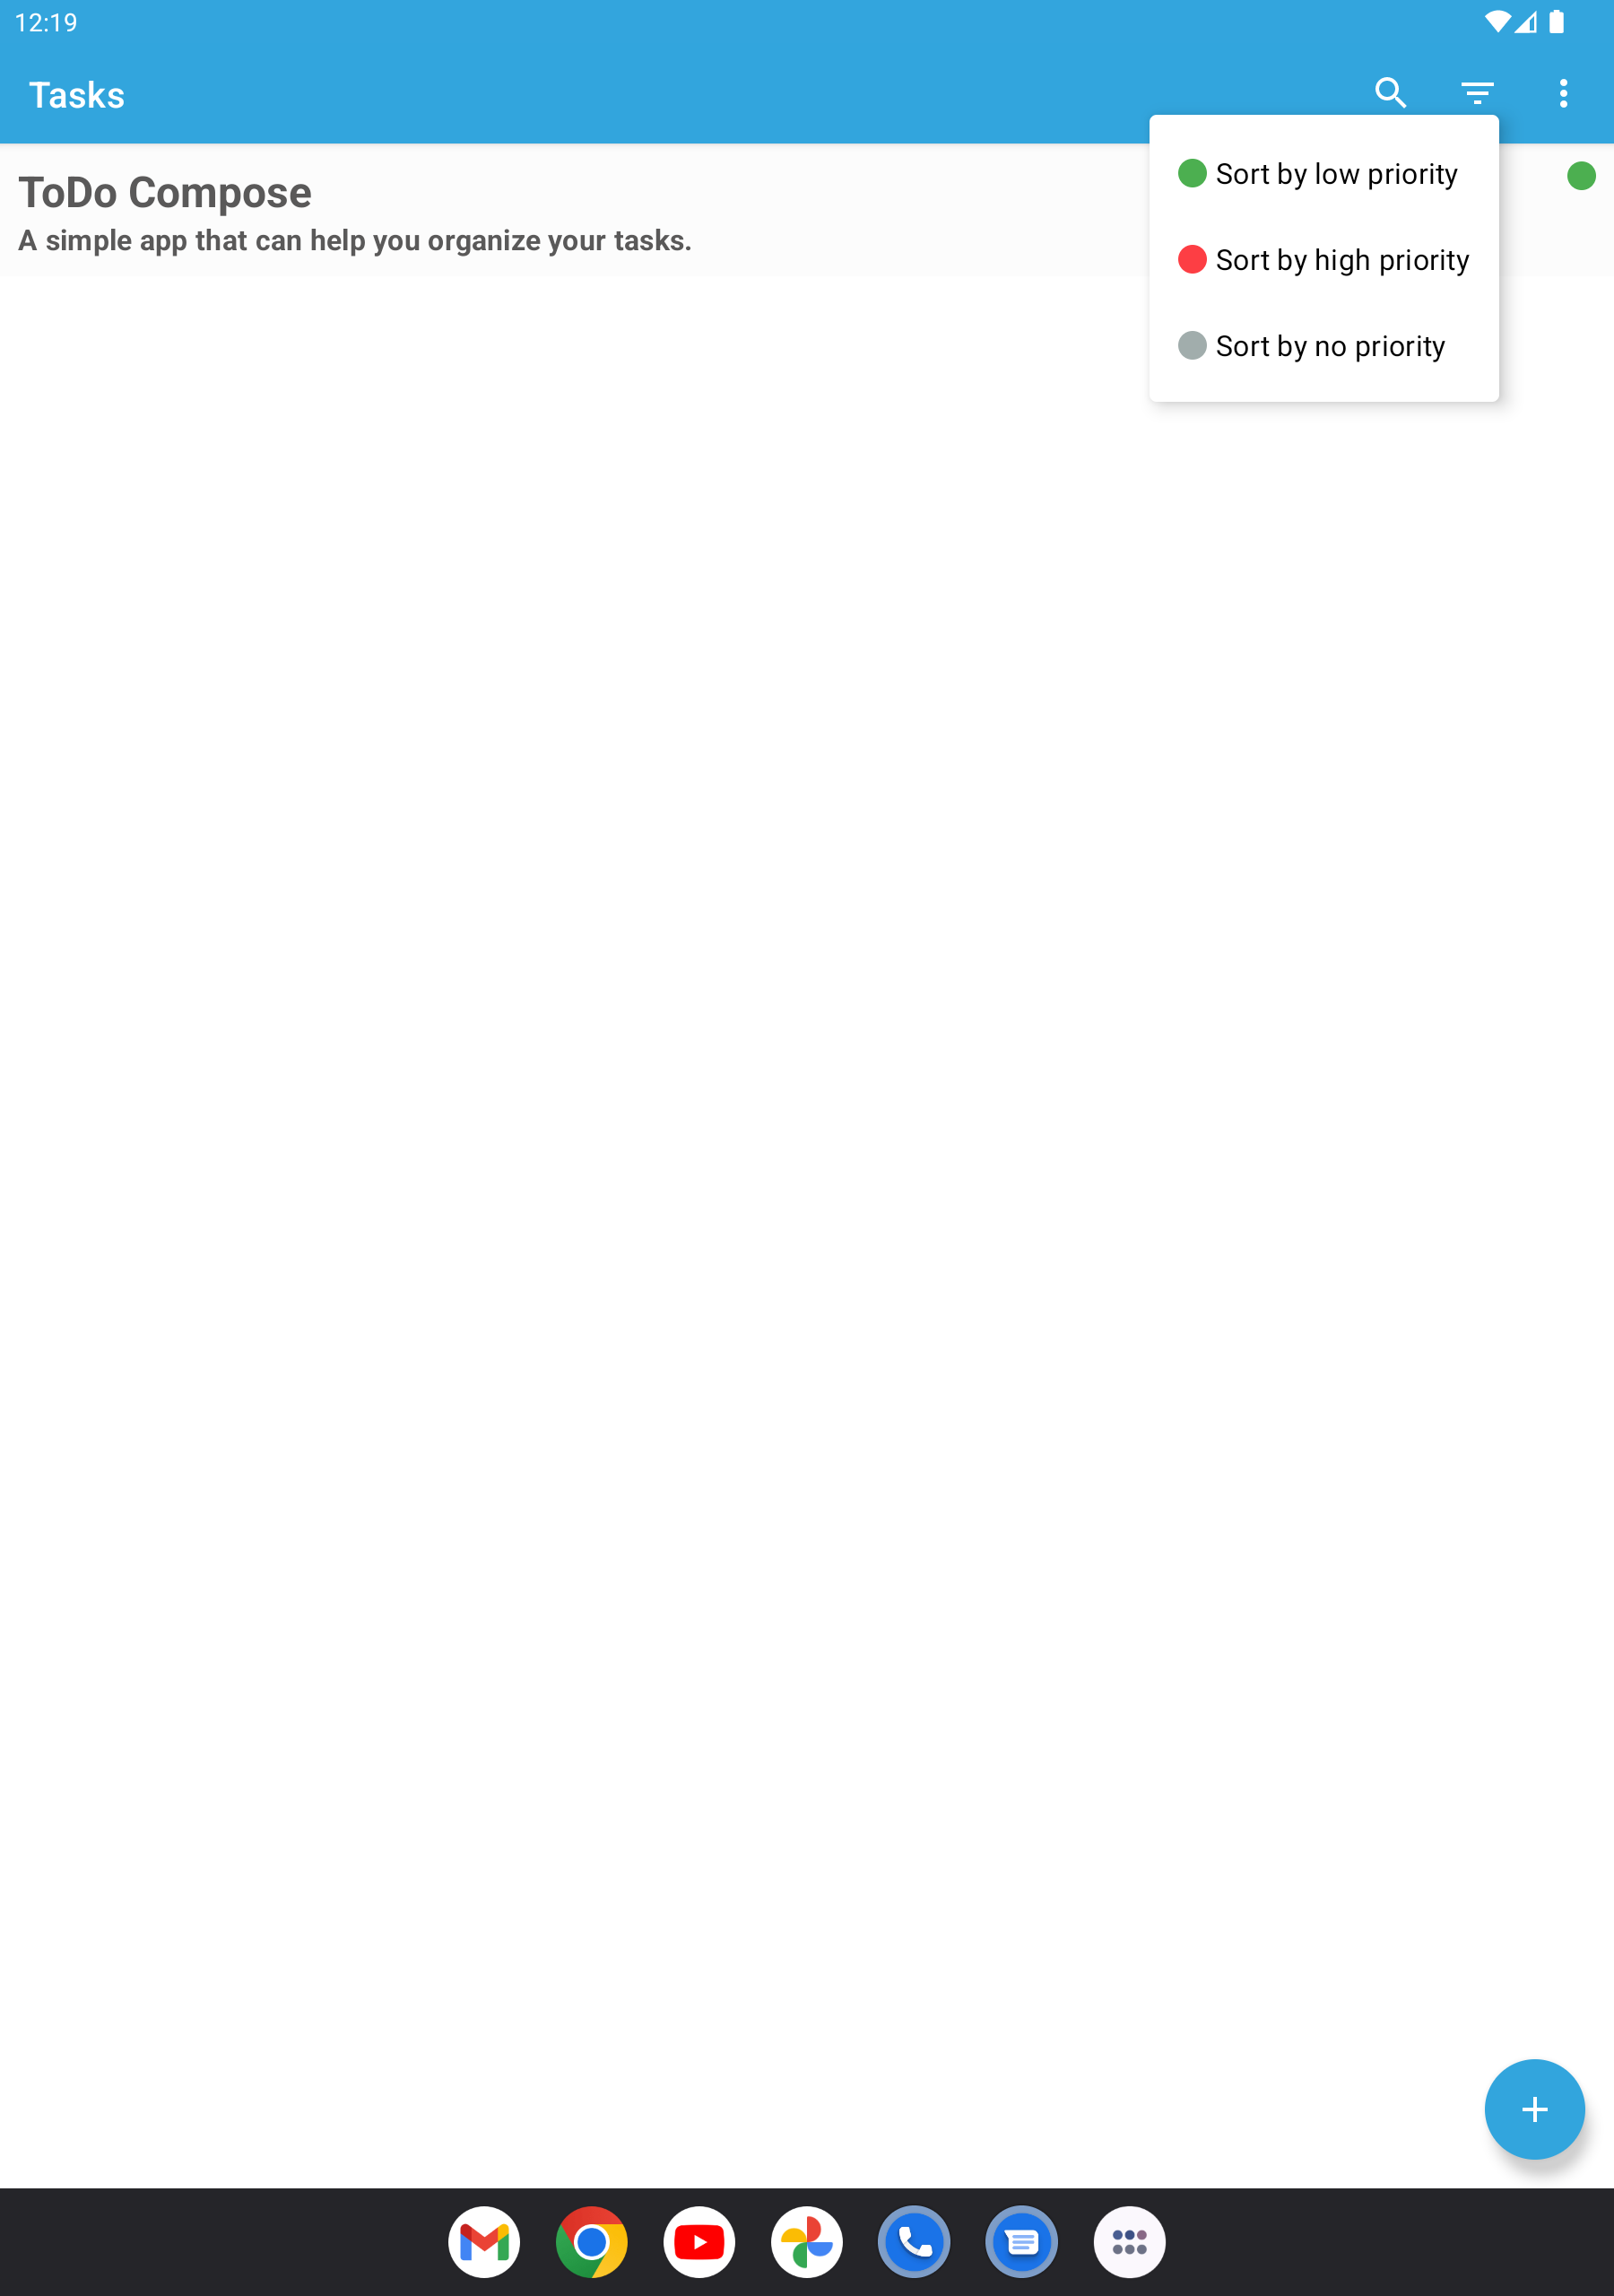 12:19
Tasks
Sort by low priority
ToDo Compose
A simple app that can help you organize your tasks.
Sort by high priority
Sort by no priority